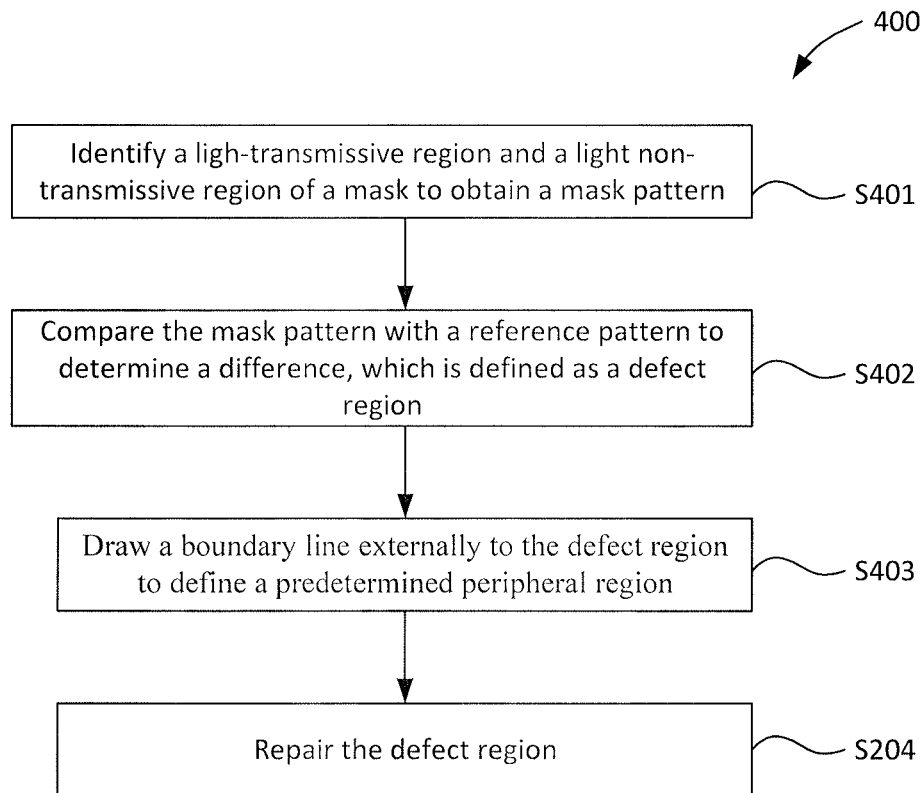 400
Identify a ligh-transmissive region and a light non-
transmissive region of a mask to obtain a mask pattern
S401
Compare the mask pattern with a reference pattern to
determine a difference, which is defined as a defect
region
S402
Draw a boundary line externally to the defect region
to define a predetermined peripheral region
S403
Repair the defect region
S204